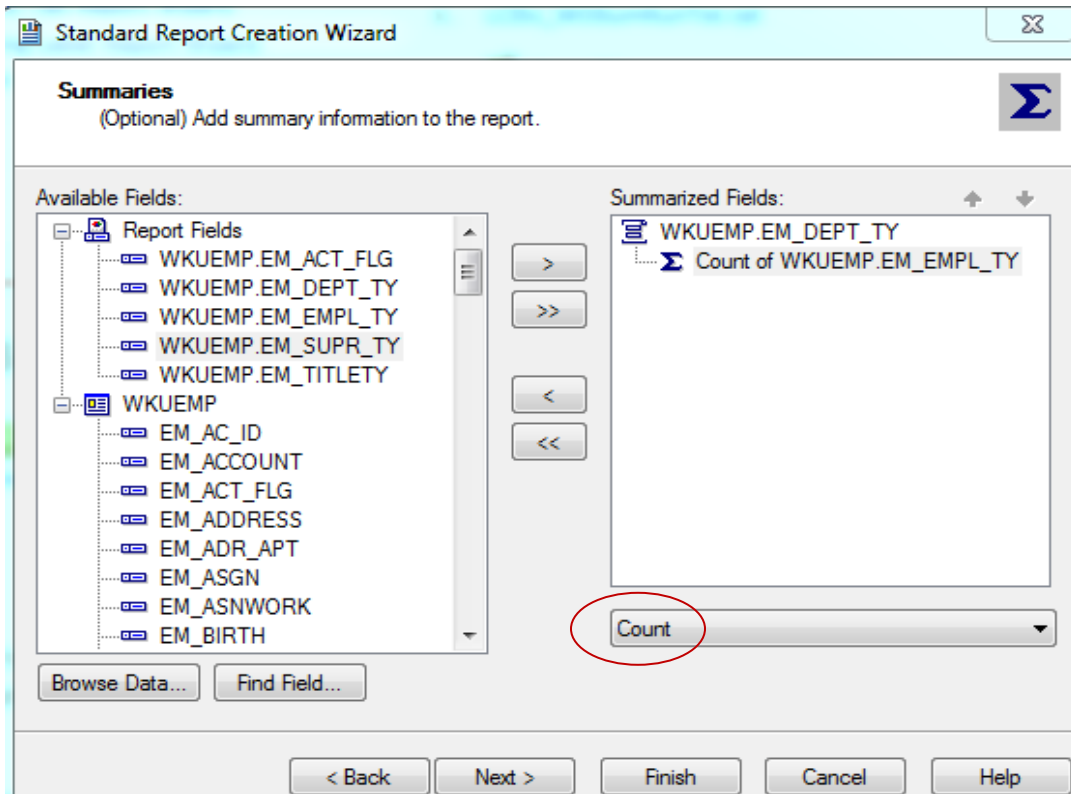 Standard Report Creation Wizard
Summaries
(Optional) Add summary information to the report.
Σ
Available Fields:
Report Fields
WKUEMP.EM_ACT_FLG
WKUEMP.EM_DEPT_TY
WKUEMP.EM_EMPL_TY
WKUEMP.EM_SUPR_TY
WKUEMP.EM_TITLETY
WKUEMP
EM_AC_ID
EM_ACCOUNT
EM_ACT_FLG
EM_ADDRESS
EM_ADR_APT
EM_ASGN
EM_ASNWORK
EM_BIRTH
Browse Data...
Find Field...
>
>>
<
<<
Summarized Fields:
WKUEMP.EM_DEPT_TY
Σ Count of WKUEMP.EM_EMPL_TY
Count
< Back
Next >
Finish
Cancel
Help